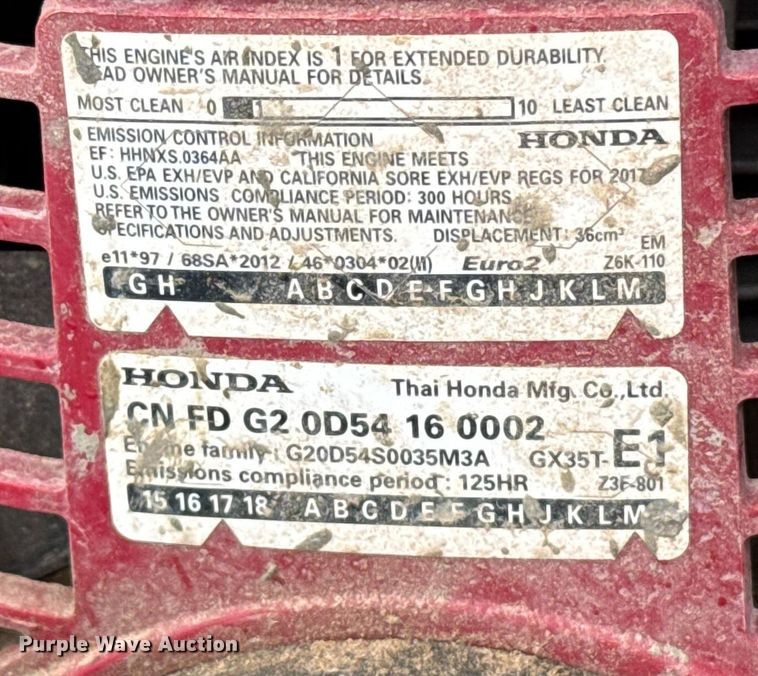 THIS ENGINE'S AIR INDEX IS 1 FOR EXTENDED DURABILITY
READ OWNER'S MANUAL FOR DETAILS.
MOST CLEAN 0 1 10 LEAST CLEAN
EMISSION CONTROL INFORMATION HONDA
EF: HHNXS.0364AA THIS ENGINE MEETS
U.S. EPA EXH/EVP AND CALIFORNIA SORE EXH/EVP REGS FOR 2017
U.S. EMISSIONS COMPLIANCE PERIOD: 300 HOURS
REFER TO THE OWNER'S MANUAL FOR MAINTENANCE
SPECIFICATIONS AND ADJUSTMENTS. DISPLACEMENT: 36cm³ EM
e11*97 / 68SA*2012 / 46*0304*02(M) Euro2 Z6K-110
G H A B C D E F G H J K L M
HONDA Thai Honda Mfg. Co.,Ltd.
CN FD G2 0D54 16 0002
Engine family : G20D54S0035M3A GX35T- E1
Emissions compliance period : 125HR Z3F-801
15 16 17 18 A B C D E F G H J K L M
Purple Wave Auction